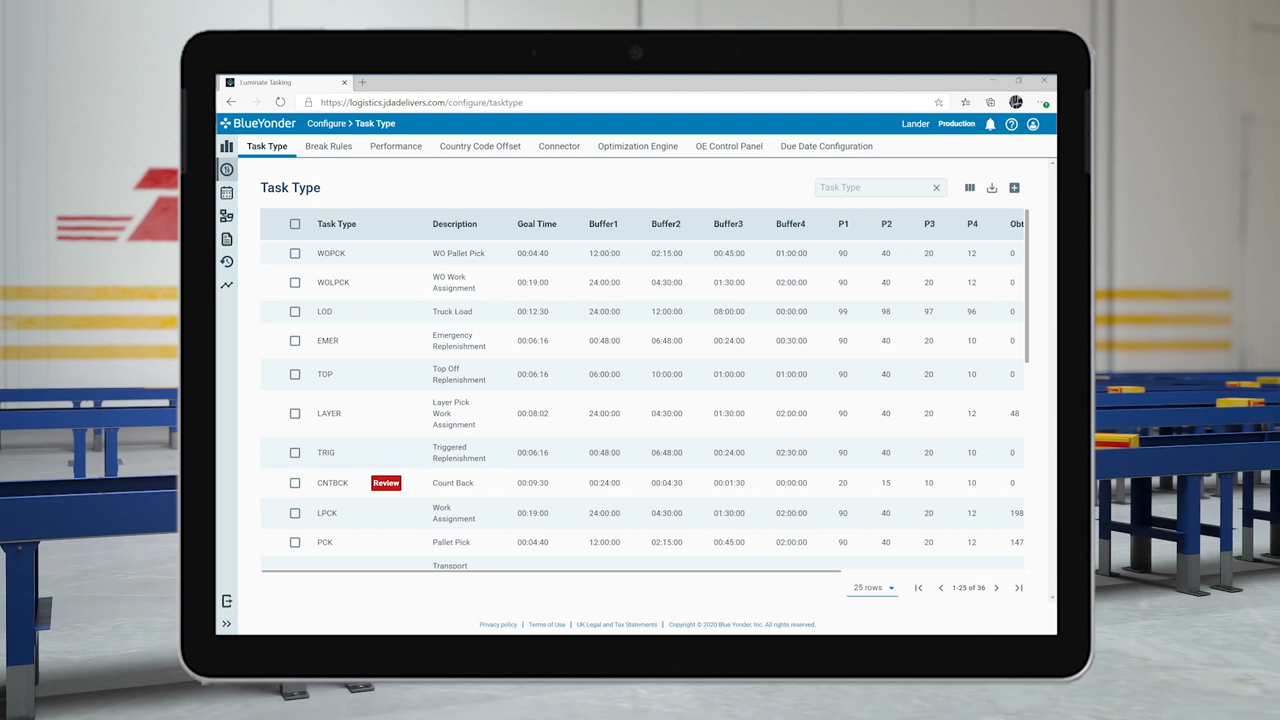 Luminate Tasking
https://logistics.jdadelivers.com/configure/tasktype
BlueYonder Configure > Task Type Lander Production
Task Type Break Rules Performance Country Code Offset Connector Optimization Engine OE Control Panel Due Date Configuration
Task Type Task Type
Task Type Description Goal Time Buffer1 Buffer2 Buffer3 Buffer4 P1 P2 P3 P4 Obt
WOPCK WO Pallet Pick 00:04:40 12:00:00 02:15:00 00:45:00 01:00:00 90 40 20 12 0
WOLPCK WO Work Assignment 00:19:00 24:00:00 04:30:00 01:30:00 02:00:00 90 40 20 12 0
LOD Truck Load 00:12:30 24:00:00 12:00:00 08:00:00 00:00:00 99 98 97 96 0
EMER Emergency Replenishment 00:06:16 00:48:00 06:48:00 00:24:00 00:30:00 90 40 20 10 0
TOP Top Off Replenishment 00:06:16 06:00:00 10:00:00 01:00:00 01:00:00 90 40 20 10 0
LAYER Layer Pick Work Assignment 00:08:02 24:00:00 04:30:00 01:30:00 02:00:00 90 40 20 12 48
TRIG Triggered Replenishment 00:06:16 00:48:00 06:48:00 00:24:00 02:30:00 90 40 20 10 0
CNTBCK Review Count Back 00:09:30 00:24:00 00:04:30 00:01:30 00:00:00 20 15 10 10 0
LPCK Work Assignment 00:19:00 24:00:00 04:30:00 01:30:00 02:00:00 90 40 20 12 198
PCK Pallet Pick 00:04:40 12:00:00 02:15:00 00:45:00 02:00:00 90 40 20 12 147
Transport
25 rows 1-25 of 36
Privacy policy | Terms of Use | UK Legal and Tax Statements | Copyright © 2020 Blue Yonder, Inc. All rights reserved.